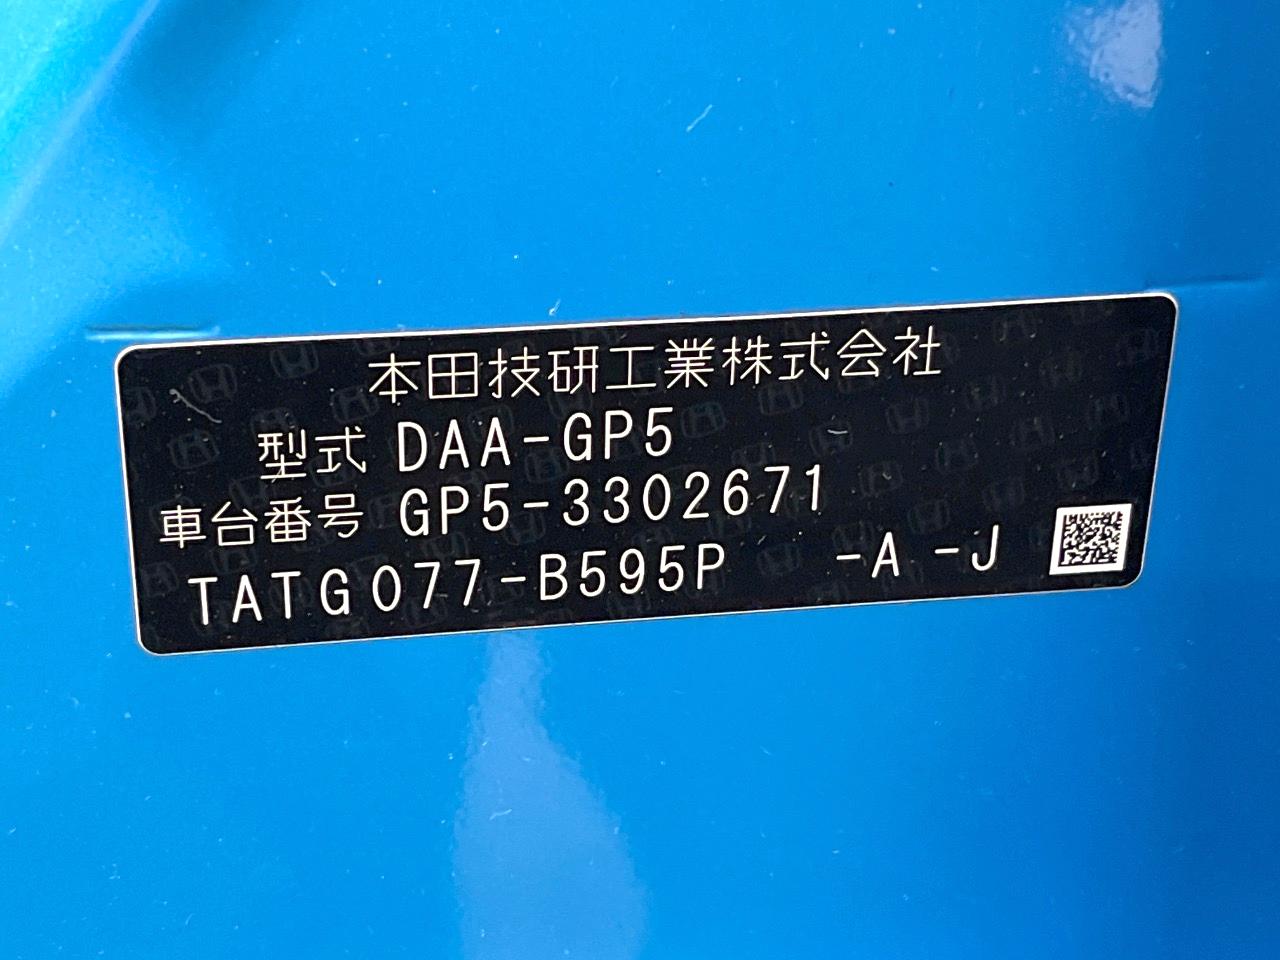 本田技研工業株式会社
型式 DAA-GP5
車台番号 GP5-3302671
TATG077-B595P -A -J